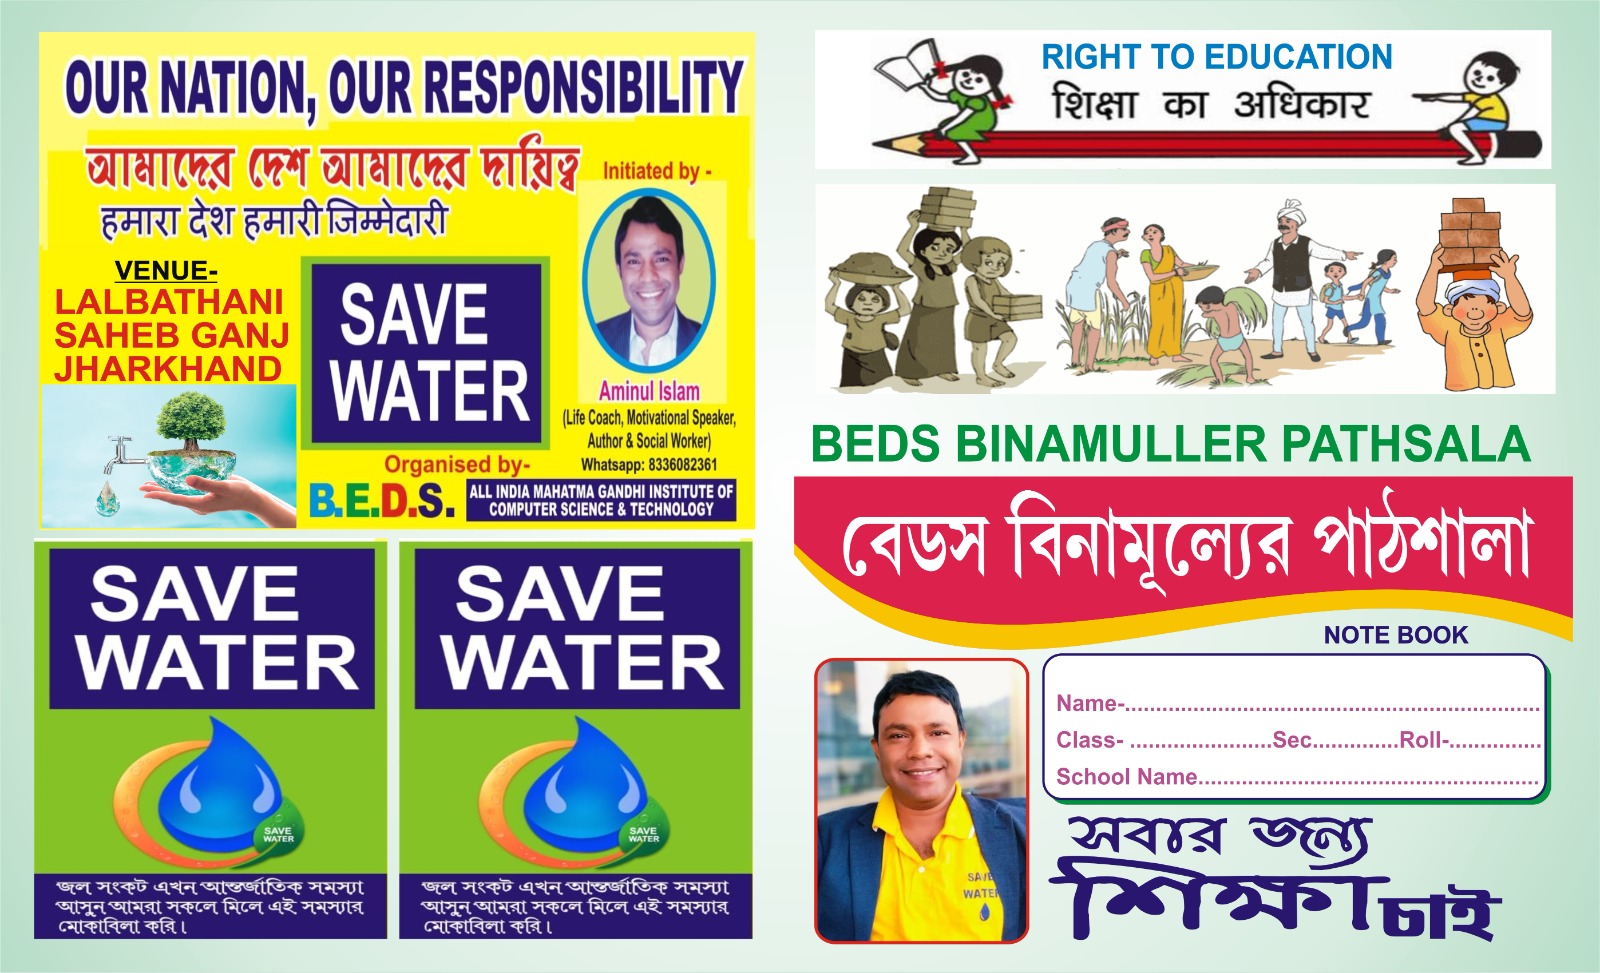 OUR NATION, OUR RESPONSIBILITY
আমাদের দেশ আমাদের দায়িত্ব
Initiated by -
हमारा देश हमारी जिम्मेदारी
VENUE-
LALBATHANI
SAHEB GANJ
JHARKHAND
SAVE
WATER
Aminul Islam
(Life Coach, Motivational Speaker,
Author & Social Worker)
Whatsapp: 8336082361
Organised by-
B.E.D.S.
ALL INDIA MAHATMA GANDHI INSTITUTE OF
COMPUTER SCIENCE & TECHNOLOGY
SAVE
WATER
SAVE
WATER
জল সংকট এখন আন্তর্জাতিক সমস্যা
আসুন আমরা সকলে মিলে এই সমস্যার
মোকাবিলা করি।
SAVE
WATER
SAVE
WATER
জল সংকট এখন আন্তর্জাতিক সমস্যা
আসুন আমরা সকলে মিলে এই সমস্যার
মোকাবিলা করি।
RIGHT TO EDUCATION
शिक्षा का अधिकार
BEDS BINAMULLER PATHSALA
বেডস বিনামূল্যের পাঠশালা
NOTE BOOK
Name-..............................................................
Class- ......................Sec.............Roll-..............
School Name....................................................
SAVE
WATER
সবার জন্য
শিক্ষা চাই